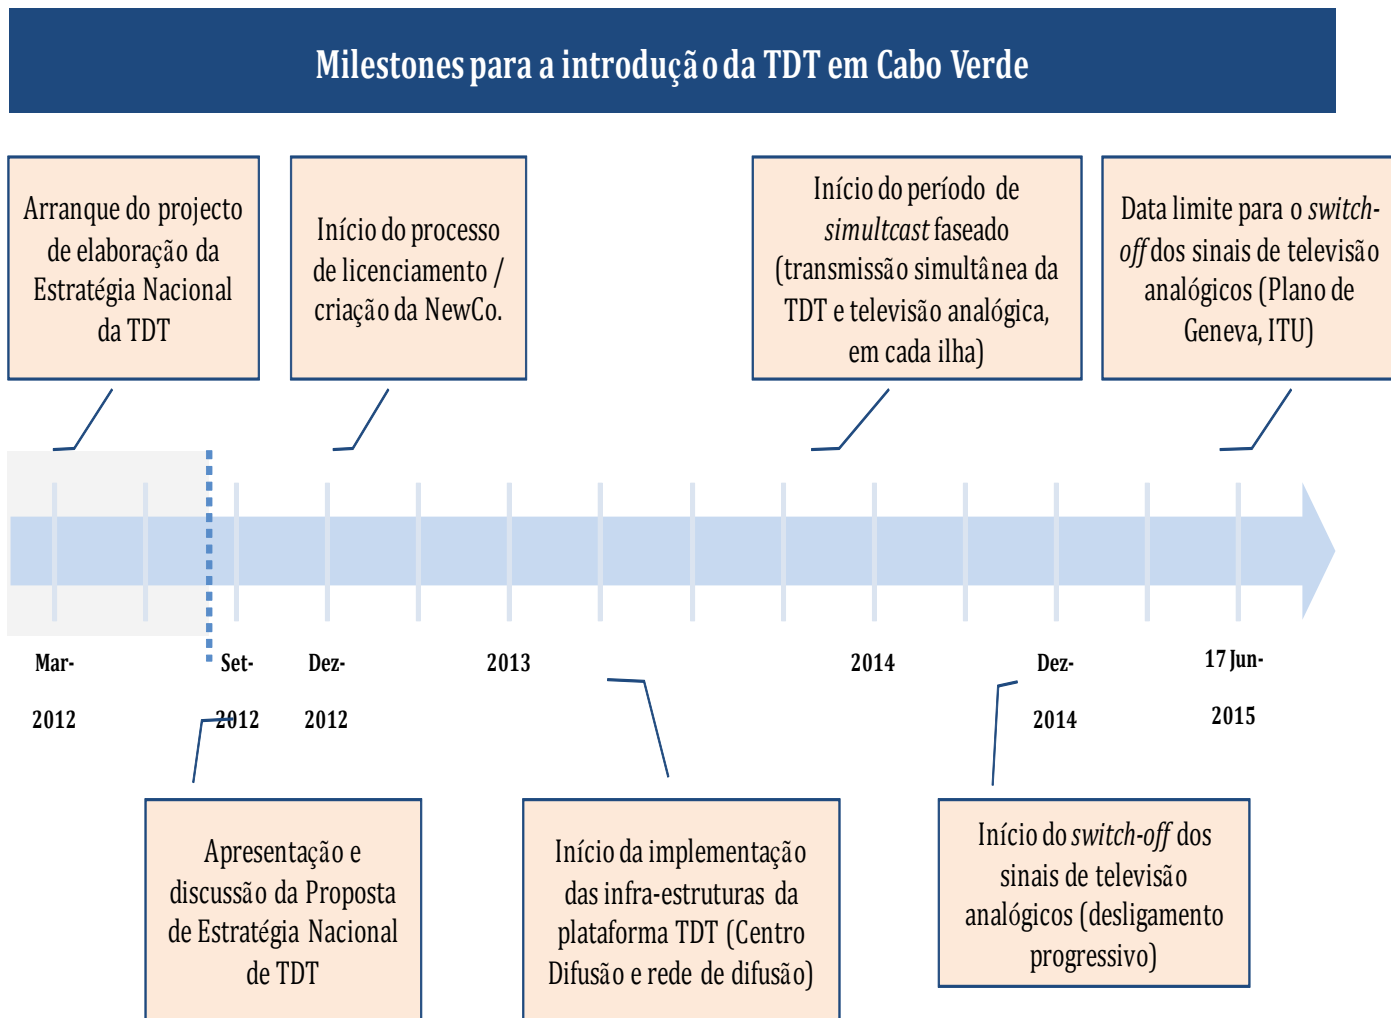 Milestones para a introdução da TDT em Cabo Verde
Arranque do projecto
de elaboração da
Estratégia Nacional
da TDT
Início do processo
de licenciamento /
criação da NewCo.
Início do período de
simultcast faseado
(transmissão simultânea da
TDT e televisão analógica,
em cada ilha)
Data limite para o switch-
off dos sinais de televisão
analógicos (Plano de
Geneva, ITU)
Mar-
2012
Set-
2012
Dez-
2012
2013
2014
Dez-
2014
17 Jun-
2015
Apresentação e
discussão da Proposta
de Estratégia Nacional
de TDT
Início da implementação
das infra-estruturas da
plataforma TDT (Centro
Difusão e rede de difusão)
Início do switch-off dos
sinais de televisão
analógicos (desligamento
progressivo)